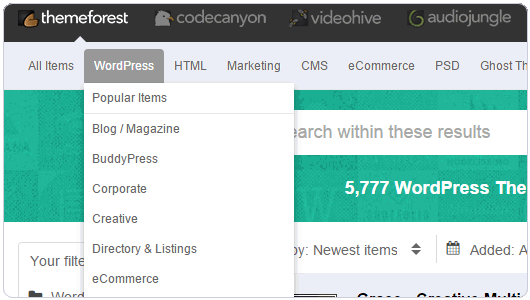 themeforest codecanyon videohive audiojungle
All Items WordPress HTML Marketing CMS eCommerce PSD Ghost Th
Popular Items
earch within these results
Blog / Magazine
BuddyPress
Corporate
5,777 WordPress The
Creative
Directory & Listings
by: Newest items Added: A
Your filte
eCommerce
Word
Grace - Creative Multi